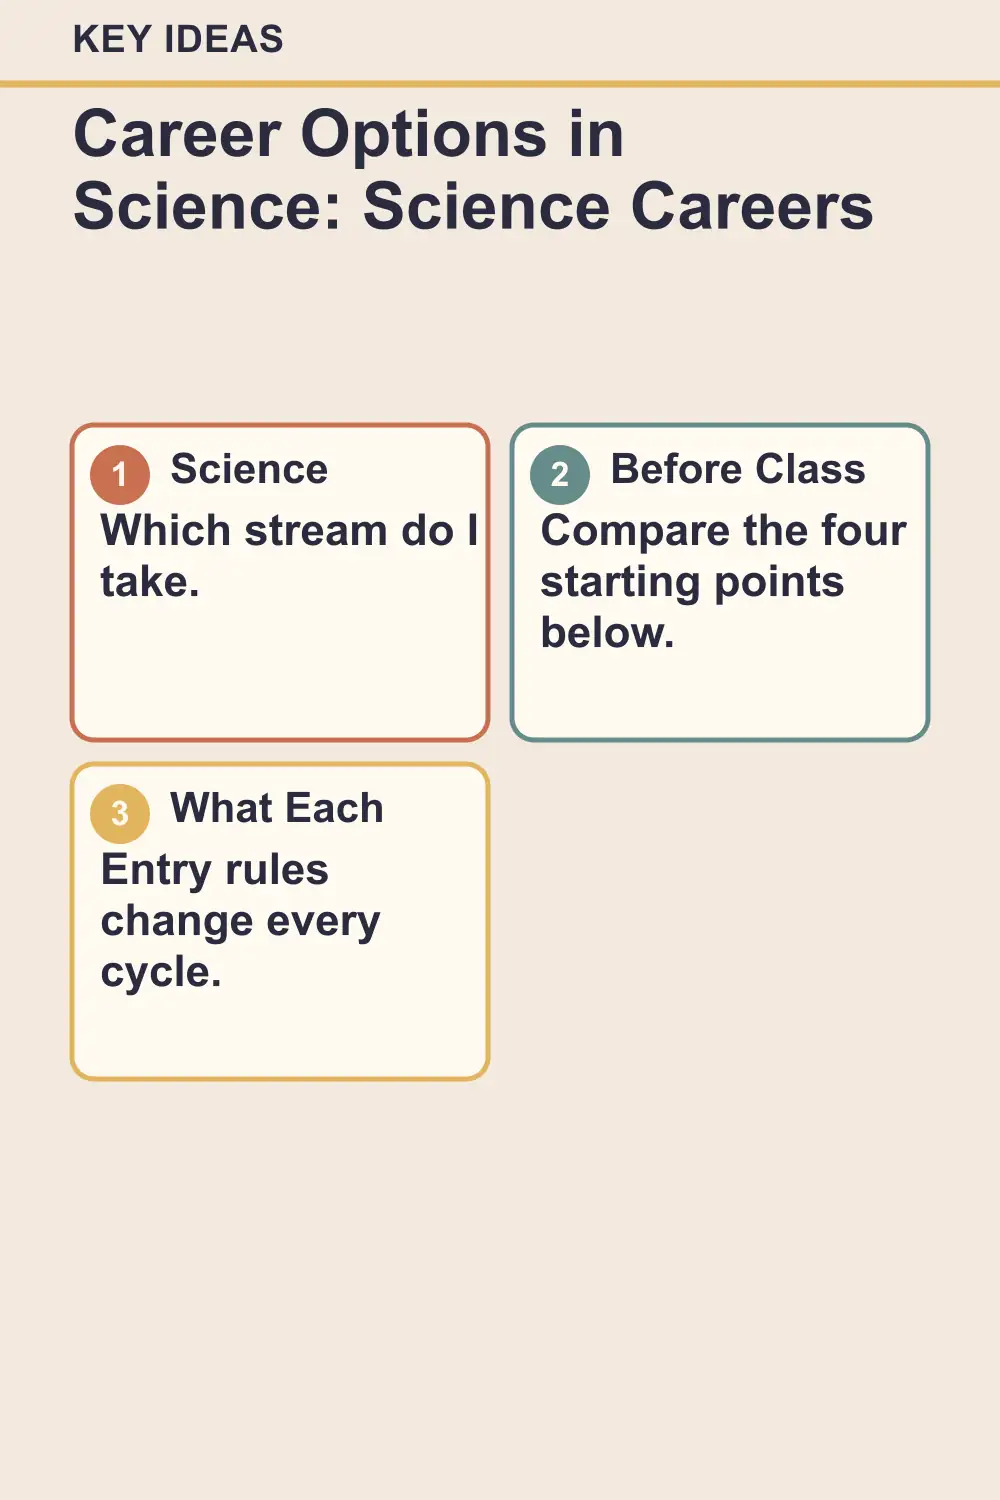 KEY IDEAS
Career Options in
Science: Science Careers
1 Science
Which stream do I
take.
2 Before Class
Compare the four
starting points
below.
3 What Each
Entry rules
change every
cycle.